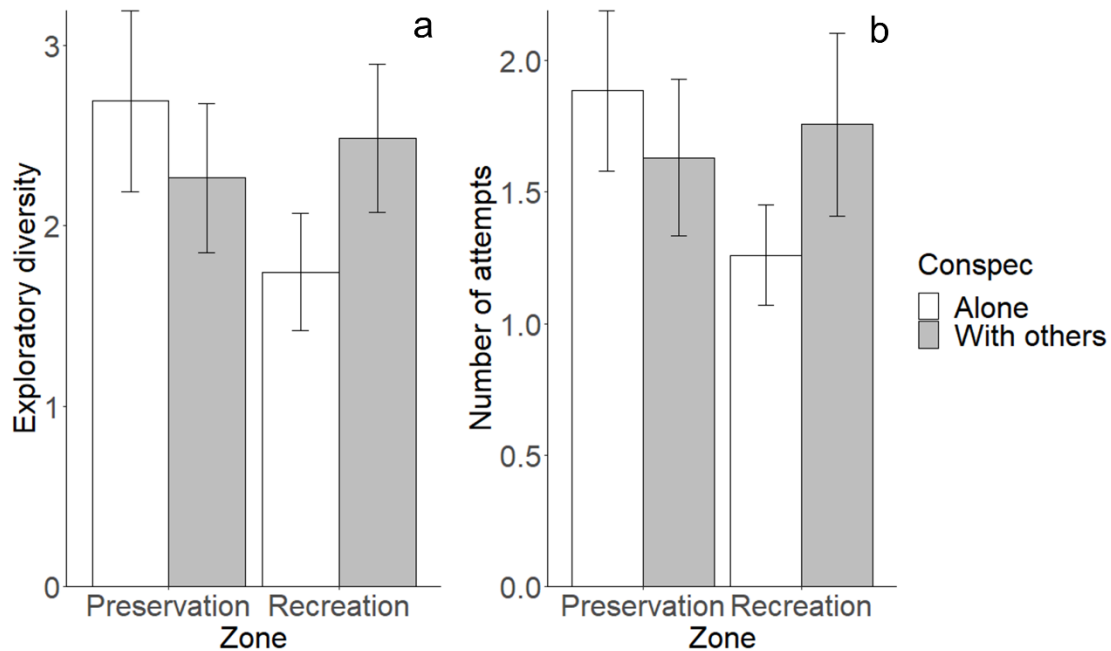 a
3
2
1
0
Exploratory diversity
Preservation Recreation
Zone
b
2.0
1.5
1.0
0.5
0.0
Number of attempts
Preservation Recreation
Zone
Conspec
Alone
With others